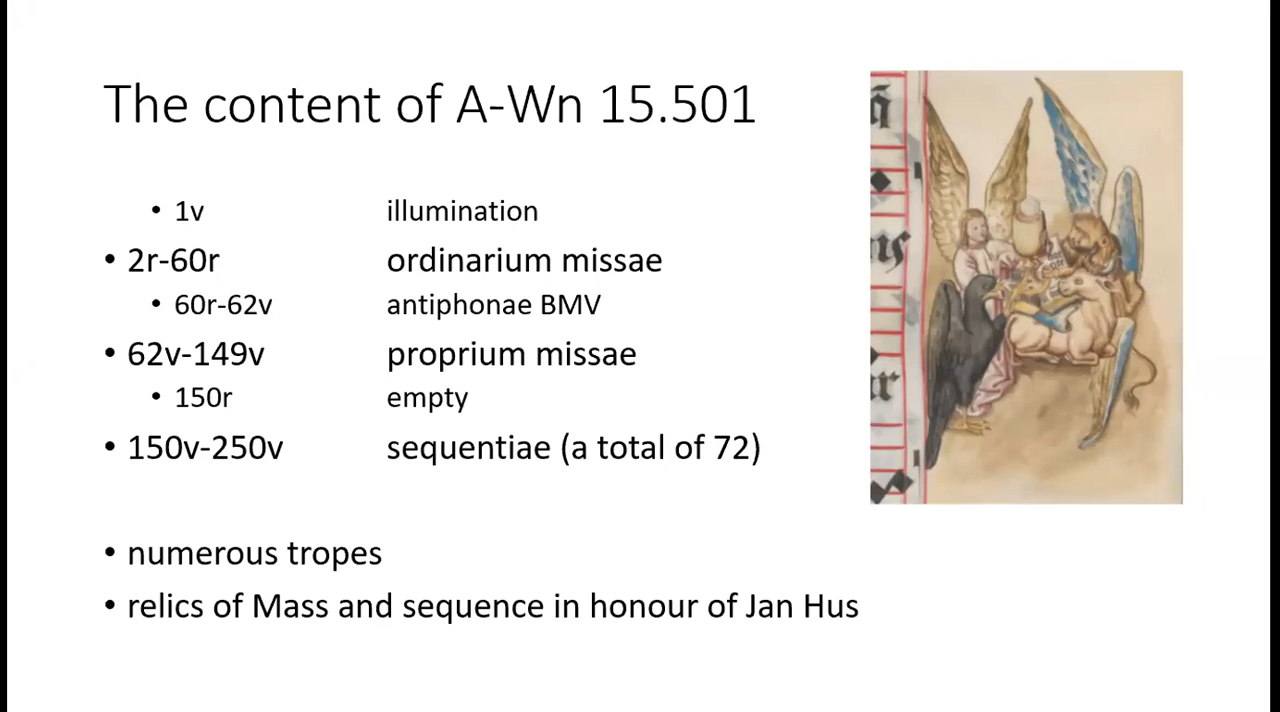 The content of A-Wn 15.501
• 1v illumination
• 2r-60r ordinarium missae
• 60r-62v antiphonae BMV
• 62v-149v proprium missae
• 150r empty
• 150v-250v sequentiae (a total of 72)
• numerous tropes
• relics of Mass and sequence in honour of Jan Hus